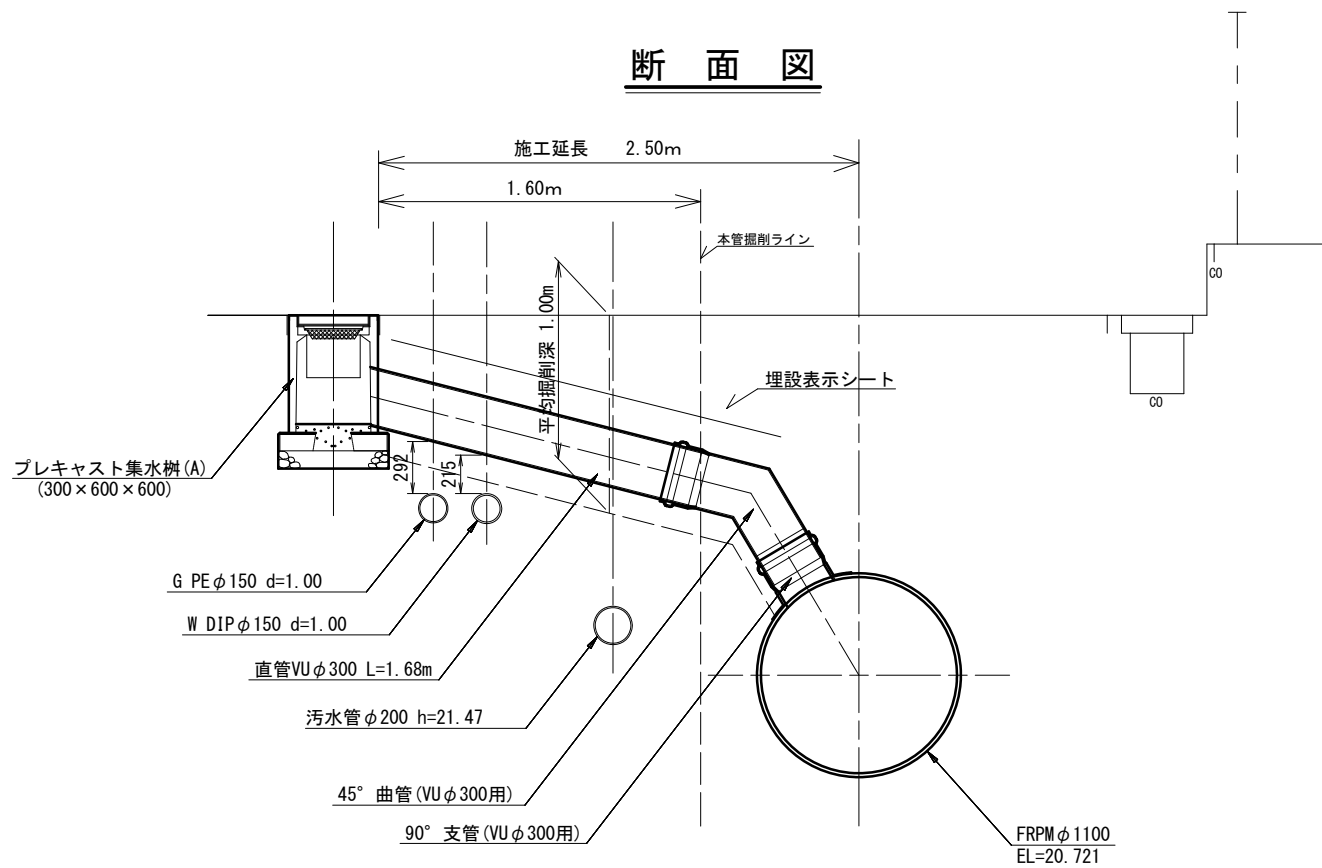 断 面 図
施工延長 2.50m
1.60m
本管掘削ライン
CO
平均掘削深 1.00m
埋設表示シート
CO
プレキャスト集水桝(A)
(300×600×600)
292
215
G PEφ150 d=1.00
W DIPφ150 d=1.00
直管VUφ300 L=1.68m
汚水管φ200 h=21.47
45° 曲管(VUφ300用)
90° 支管(VUφ300用)
FRPMφ1100
EL=20.721